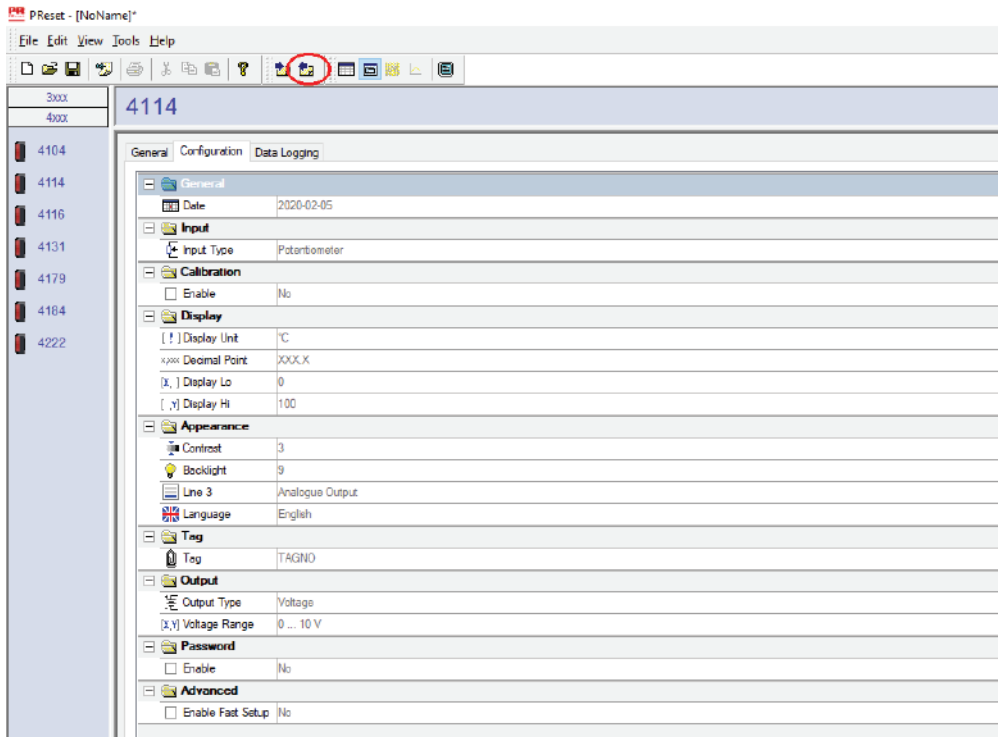 PR PReset - [NoName]*
File Edit View Tools Help
3xxx
4xxx
4114
4104
4114
4116
4131
4179
4184
4222
General Configuration Data Logging
General
Date 2020-02-05
Input
Input Type Potentiometer
Calibration
Enable No
Display
[ ! ] Display Unit °C
x,xxx Decimal Point XXX.X
[X, ] Display Lo 0
[ ,Y] Display Hi 100
Appearance
Contrast 3
Backlight 9
Line 3 Analogue Output
Language English
Tag
Tag TAGNO
Output
Output Type Voltage
[X,Y] Voltage Range 0 ... 10 V
Password
Enable No
Advanced
Enable Fast Setup No